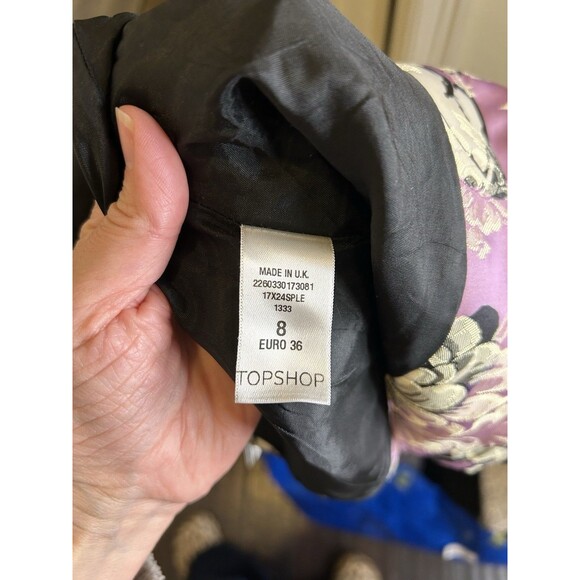 MADE IN U.K.
2260330173081
17X24SPLE
1333
8
EURO 36
TOPSHOP